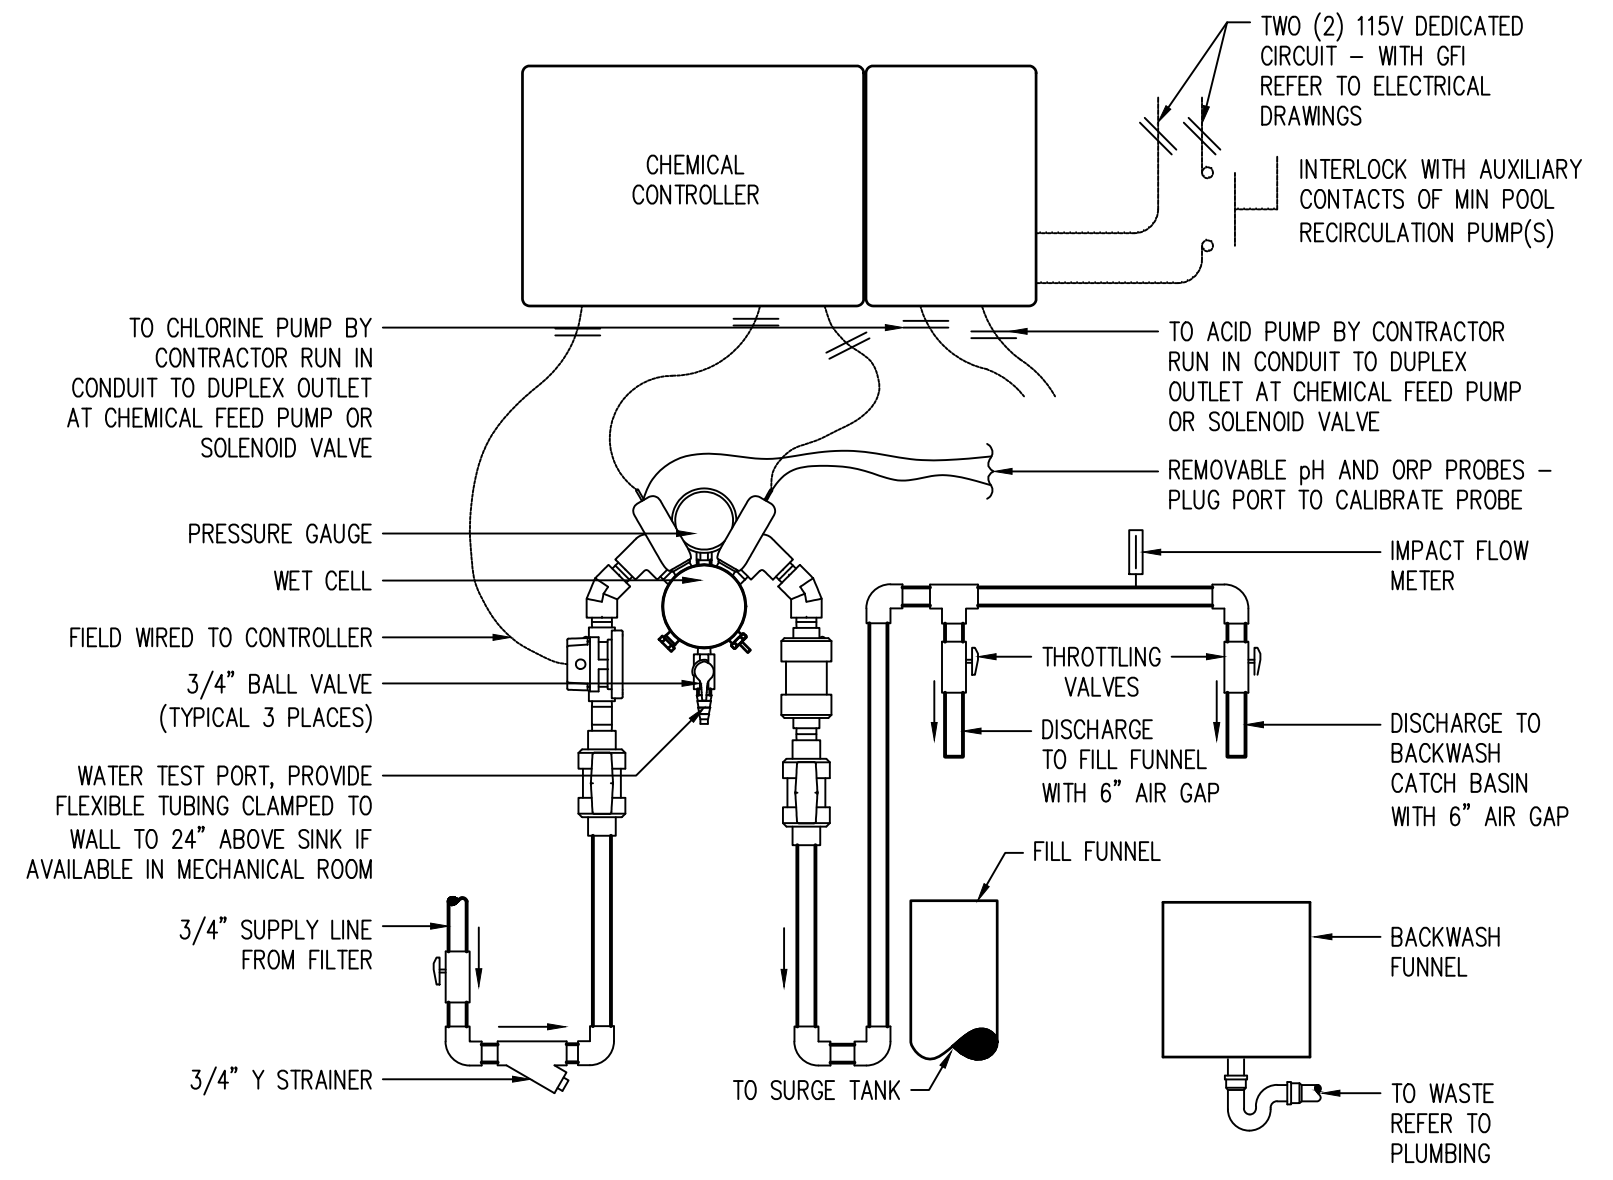 TWO (2) 115V DEDICATED
CIRCUIT – WITH GFI
REFER TO ELECTRICAL
DRAWINGS
CHEMICAL
CONTROLLER
INTERLOCK WITH AUXILIARY
CONTACTS OF MIN POOL
RECIRCULATION PUMP(S)
TO CHLORINE PUMP BY
CONTRACTOR RUN IN
CONDUIT TO DUPLEX OUTLET
AT CHEMICAL FEED PUMP OR
SOLENOID VALVE
TO ACID PUMP BY CONTRACTOR
RUN IN CONDUIT TO DUPLEX
OUTLET AT CHEMICAL FEED PUMP
OR SOLENOID VALVE
REMOVABLE pH AND ORP PROBES –
PLUG PORT TO CALIBRATE PROBE
PRESSURE GAUGE
IMPACT FLOW
METER
WET CELL
FIELD WIRED TO CONTROLLER
THROTTLING
VALVES
3/4" BALL VALVE
(TYPICAL 3 PLACES)
DISCHARGE
TO FILL FUNNEL
WITH 6" AIR GAP
DISCHARGE TO
BACKWASH
CATCH BASIN
WITH 6" AIR GAP
WATER TEST PORT, PROVIDE
FLEXIBLE TUBING CLAMPED TO
WALL TO 24" ABOVE SINK IF
AVAILABLE IN MECHANICAL ROOM
FILL FUNNEL
3/4" SUPPLY LINE
FROM FILTER
BACKWASH
FUNNEL
3/4" Y STRAINER
TO SURGE TANK
TO WASTE
REFER TO
PLUMBING